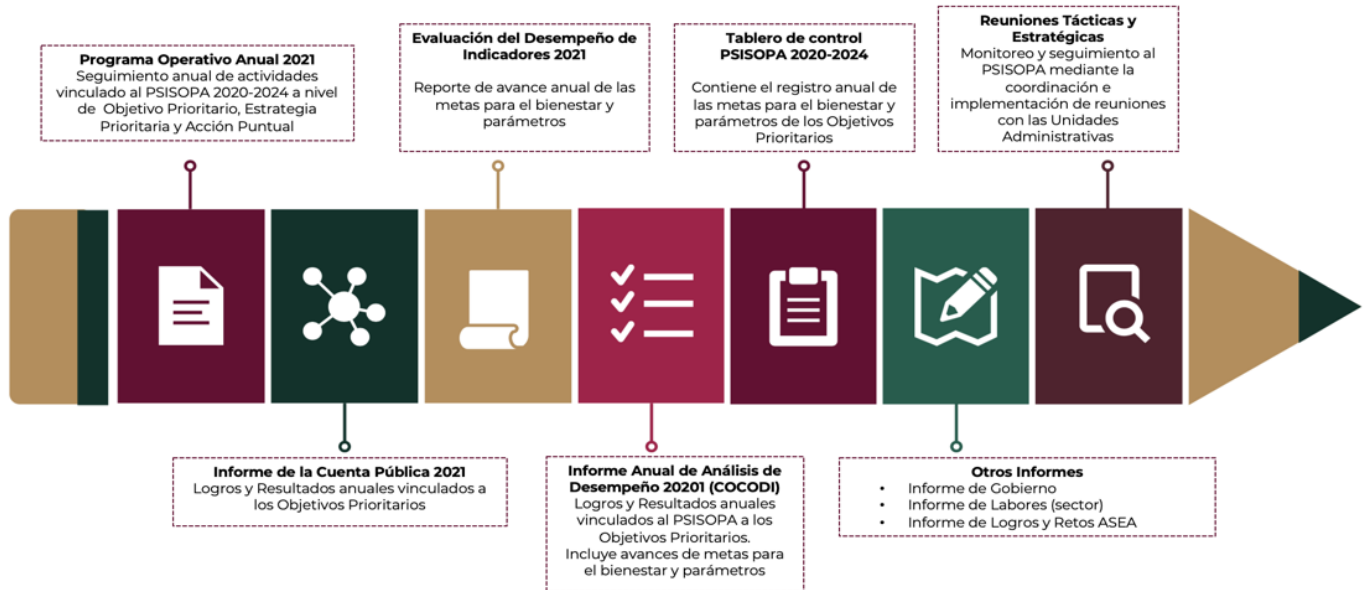 Programa Operativo Anual 2021
Seguimiento anual de actividades
vinculado al PSISOPA 2020-2024 a nivel
de Objetivo Prioritario, Estrategia
Prioritaria y Acción Puntual
Evaluación del Desempeño de
Indicadores 2021
Reporte de avance anual de las
metas para el bienestar y
parámetros
Tablero de control
PSISOPA 2020-2024
Contiene el registro anual de
las metas para el bienestar y
parámetros de los Objetivos
Prioritarios
Reuniones Tácticas y
Estratégicas
Monitoreo y seguimiento al
PSISOPA mediante la
coordinación e
implementación de reuniones
con las Unidades
Administrativas
Informe de la Cuenta Pública 2021
Logros y Resultados anuales vinculados a
los Objetivos Prioritarios
Informe Anual de Análisis de
Desempeño 20201 (COCODI)
Logros y Resultados anuales
vinculados al PSISOPA a los
Objetivos Prioritarios.
Incluye avances de metas para
el bienestar y parámetros
Otros Informes
• Informe de Gobierno
• Informe de Labores (sector)
• Informe de Logros y Retos ASEA